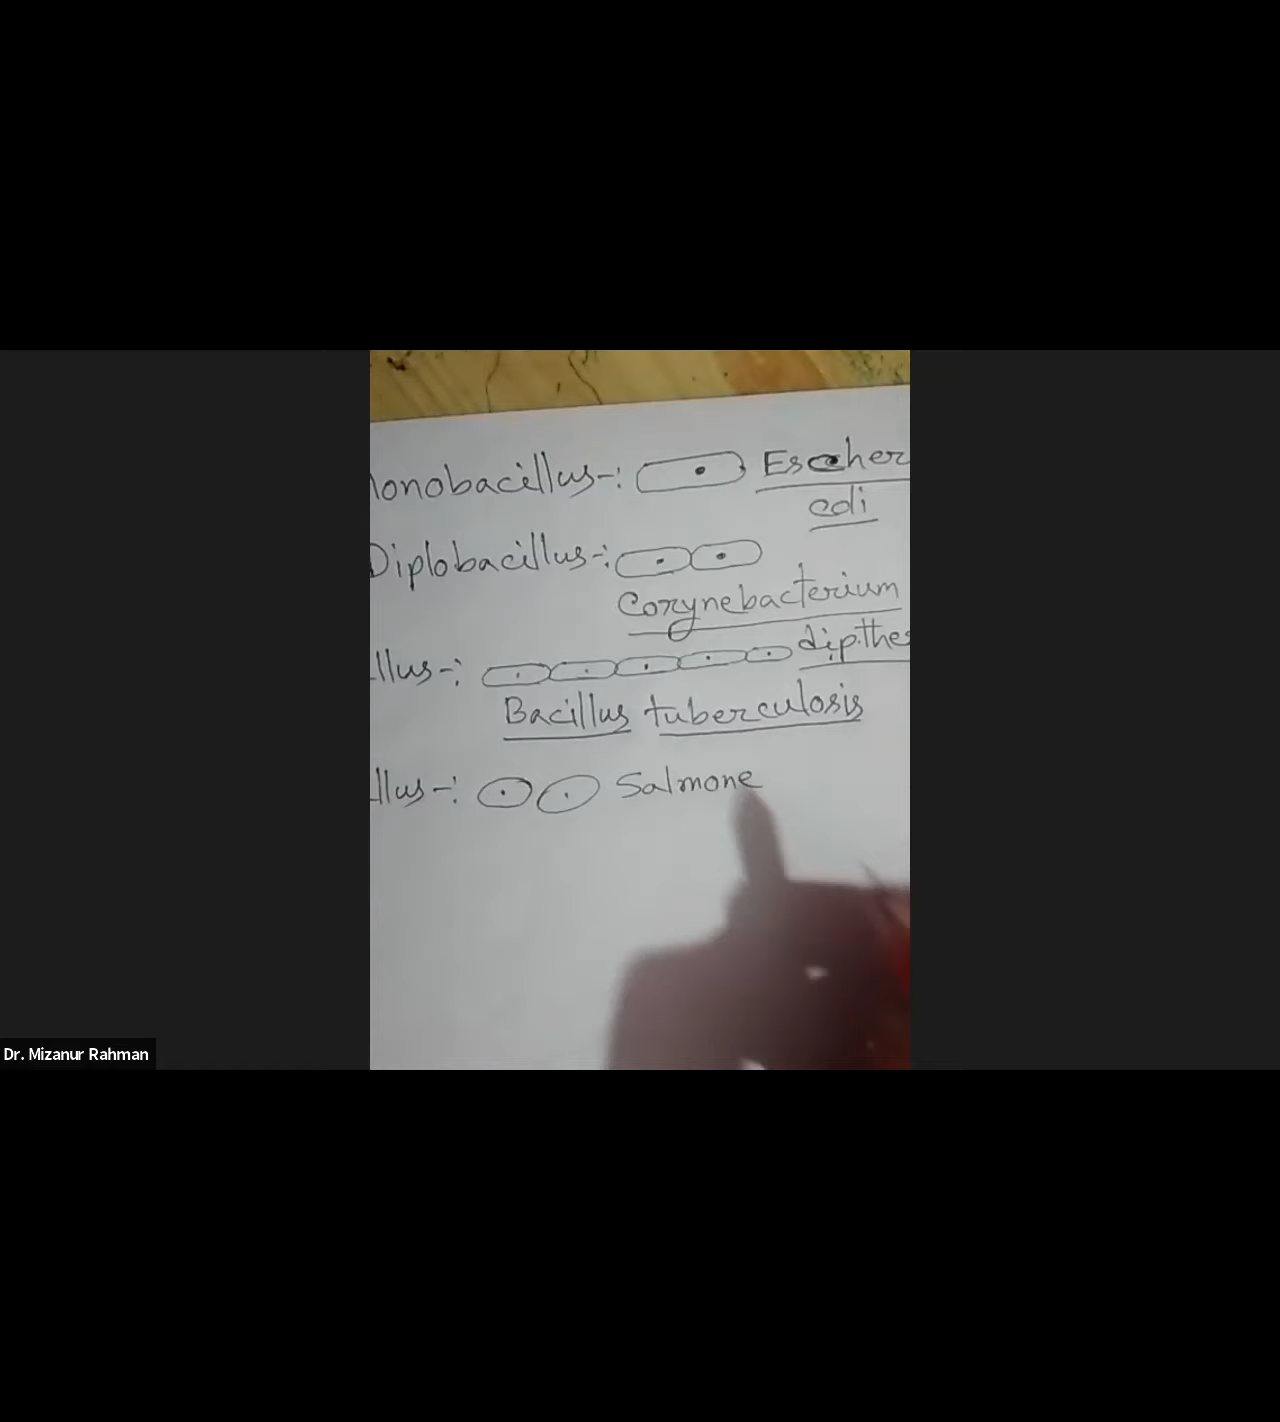 onobacillus-: Escher
coli
Diplobacillus-:
Corynebacterium
llus-: dipthe
Bacillus tuberculosis
llus-: Salmone
Dr. Mizanur Rahman